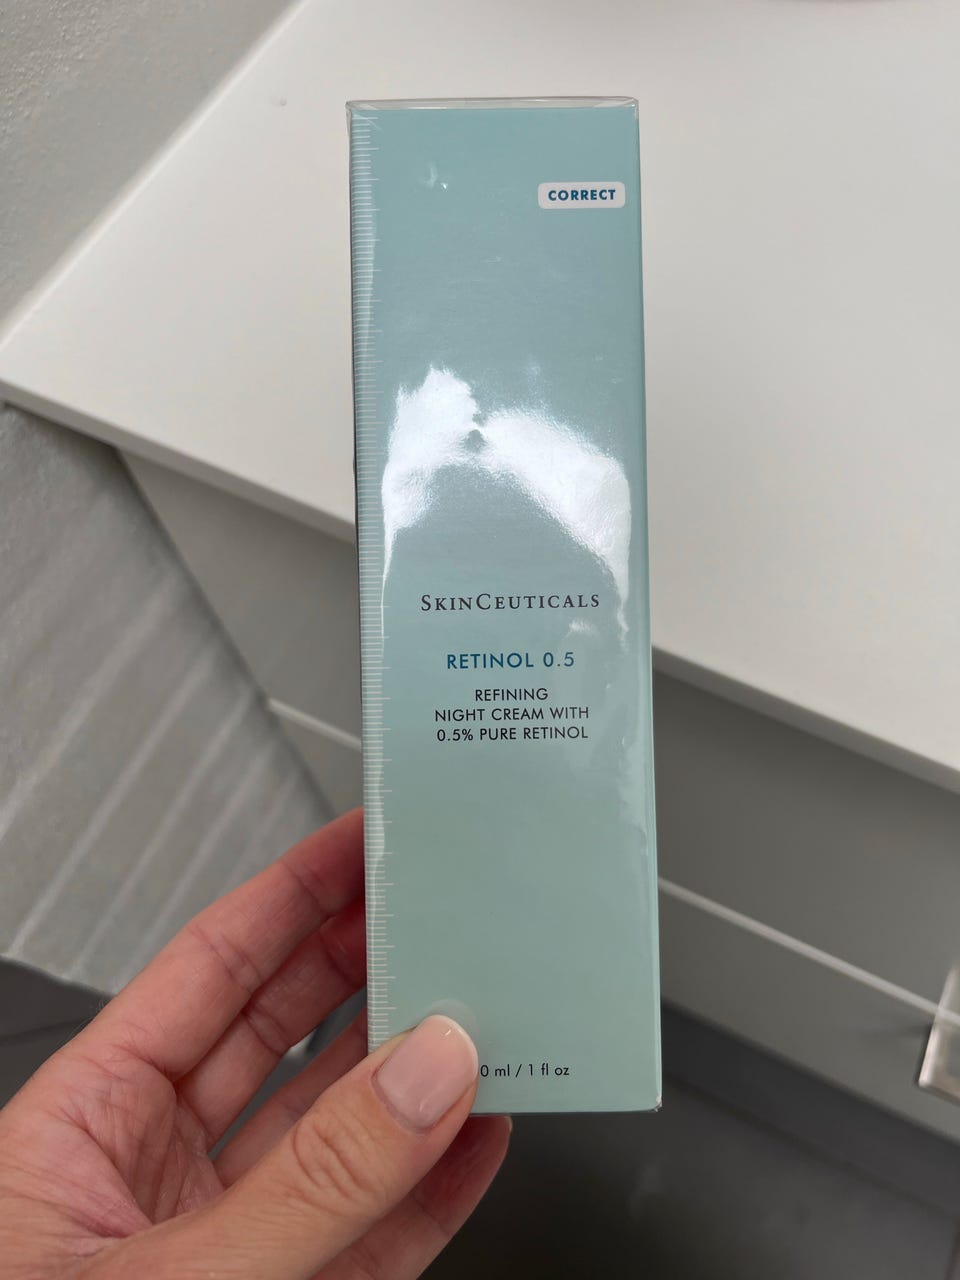 CORRECT
SKINCEUTICALS
RETINOL 0.5
REFINING
NIGHT CREAM WITH
0.5% PURE RETINOL
0 ml / 1 fl oz